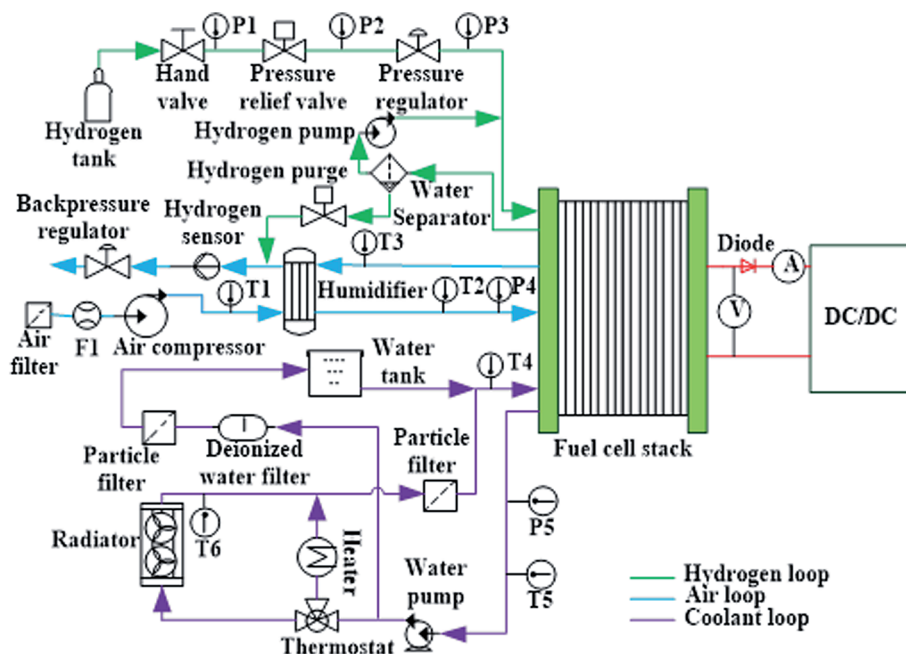 P1
P2
P3
Hand
valve
Pressure
relief valve
Pressure
regulator
Hydrogen
tank
Hydrogen pump
Hydrogen purge
Water
Separator
Backpressure
regulator
Hydrogen
sensor
T3
Diode
A
V
DC/DC
T1
Humidifier
T2
P4
Air
filter
F1
Air compressor
Water
tank
T4
Fuel cell stack
Particle
filter
Deionized
water filter
Particle
filter
Radiator
T6
Heater
P5
T5
Water
pump
Thermostat
Hydrogen loop
Air loop
Coolant loop